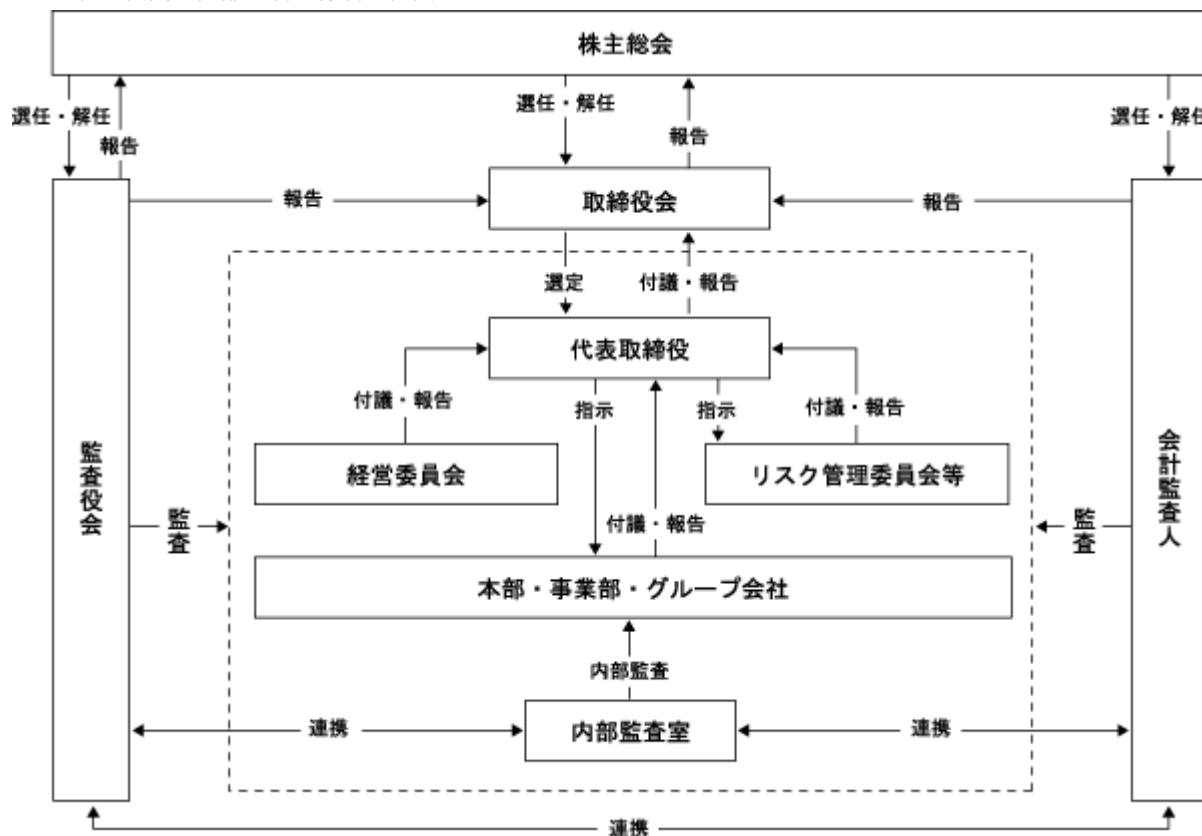 株主総会
選任・解任
報告
選任・解任
報告
選任・解任
報告
取締役会
報告
選定
付議・報告
代表取締役
付議・報告
指示
指示
付議・報告
監査役会
経営委員会
リスク管理委員会等
会計監査人
監査
付議・報告
監査
本部・事業部・グループ会社
内部監査
連携
内部監査室
連携
連携